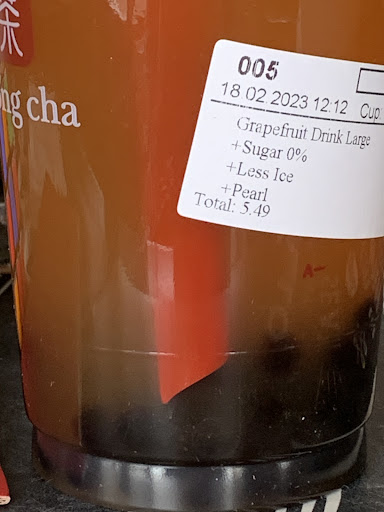 茶
ong cha
005
18 02 2023 12:12 Cup
Grapefruit Drink Large
+Sugar 0%
+Less Ice
+Pearl
Total: 5.49
A-